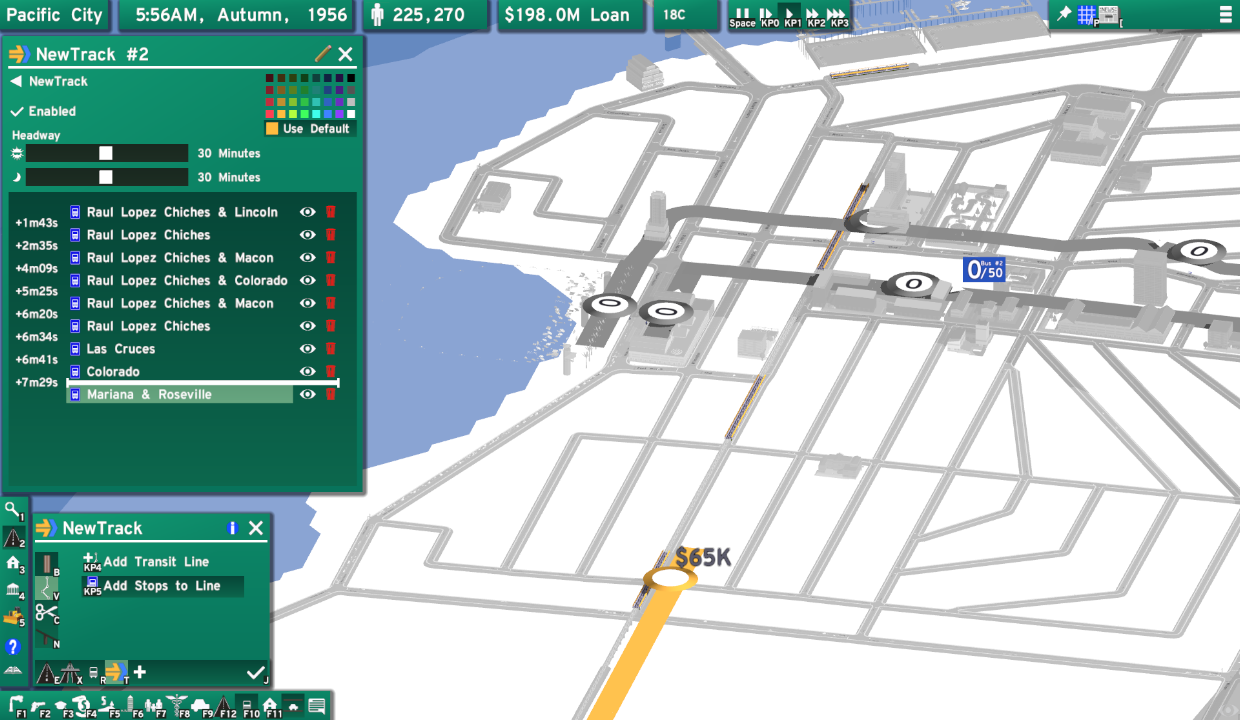 Pacific City
5:56AM, Autumn, 1956
225,270
$198.0M Loan
18C
Space KP0 KP1 KP2 KP3
P [
NewTrack #2
NewTrack
Enabled
Use Default
Headway
30 Minutes
30 Minutes
Raul Lopez Chiches & Lincoln
+1m43s
Raul Lopez Chiches
+2m35s
Raul Lopez Chiches & Macon
+4m09s
Raul Lopez Chiches & Colorado
+5m25s
Raul Lopez Chiches & Macon
+6m20s
Raul Lopez Chiches
+6m34s
Las Cruces
+6m41s
Colorado
+7m29s
Mariana & Roseville
0/50
Bus #2
0
0
0
0
$65K
1
2
3
4
5
?
NewTrack
i
B
V
C
N
KP4 Add Transit Line
KP5 Add Stops to Line
E X R T J
F1 F2 F3 F4 F5 F6 F7 F8 F9 F12 F10 F11